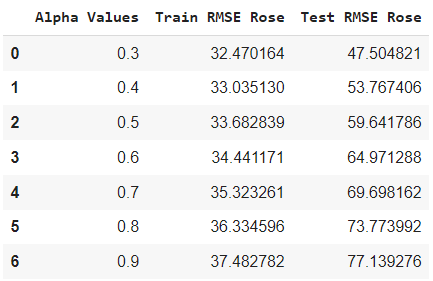 Alpha Values Train RMSE Rose Test RMSE Rose
0 0.3 32.470164 47.504821
1 0.4 33.035130 53.767406
2 0.5 33.682839 59.641786
3 0.6 34.441171 64.971288
4 0.7 35.323261 69.698162
5 0.8 36.334596 73.773992
6 0.9 37.482782 77.139276